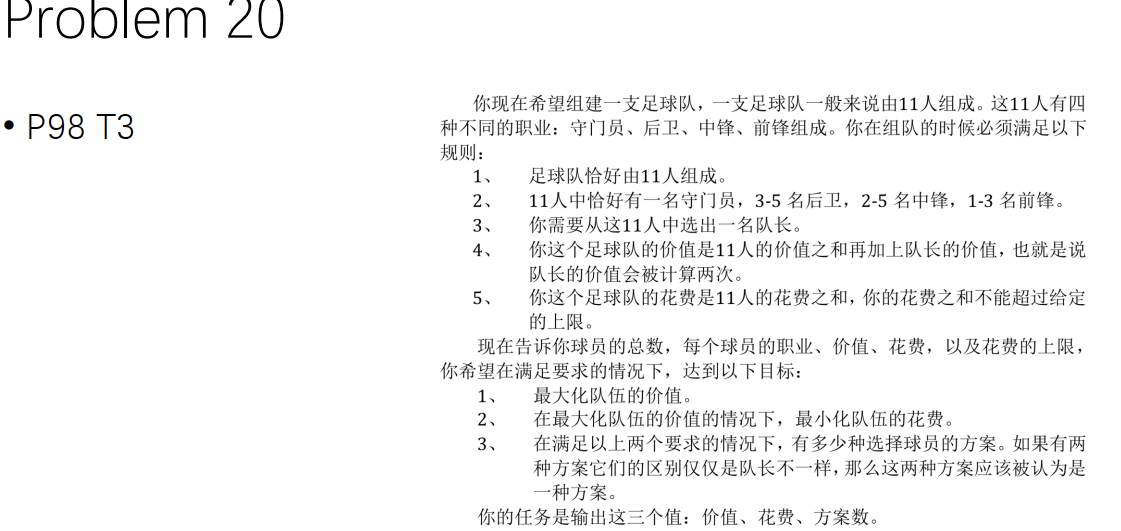 Problem 20
• P98 T3
你现在希望组建一支足球队，一支足球队一般来说由11人组成。这11人有四
种不同的职业：守门员、后卫、中锋、前锋组成。你在组队的时候必须满足以下
规则：
1、 足球队恰好由11人组成。
2、 11人中恰好有一名守门员，3-5 名后卫，2-5 名中锋，1-3 名前锋。
3、 你需要从这11人中选出一名队长。
4、 你这个足球队的价值是11人的价值之和再加上队长的价值，也就是说
队长的价值会被计算两次。
5、 你这个足球队的花费是11人的花费之和，你的花费之和不能超过给定
的上限。
现在告诉你球员的总数，每个球员的职业、价值、花费，以及花费的上限，
你希望在满足要求的情况下，达到以下目标：
1、 最大化队伍的价值。
2、 在最大化队伍的价值的情况下，最小化队伍的花费。
3、 在满足以上两个要求的情况下，有多少种选择球员的方案。如果有两
种方案它们的区别仅仅是队长不一样，那么这两种方案应该被认为是
一种方案。
你的任务是输出这三个值：价值、花费、方案数。